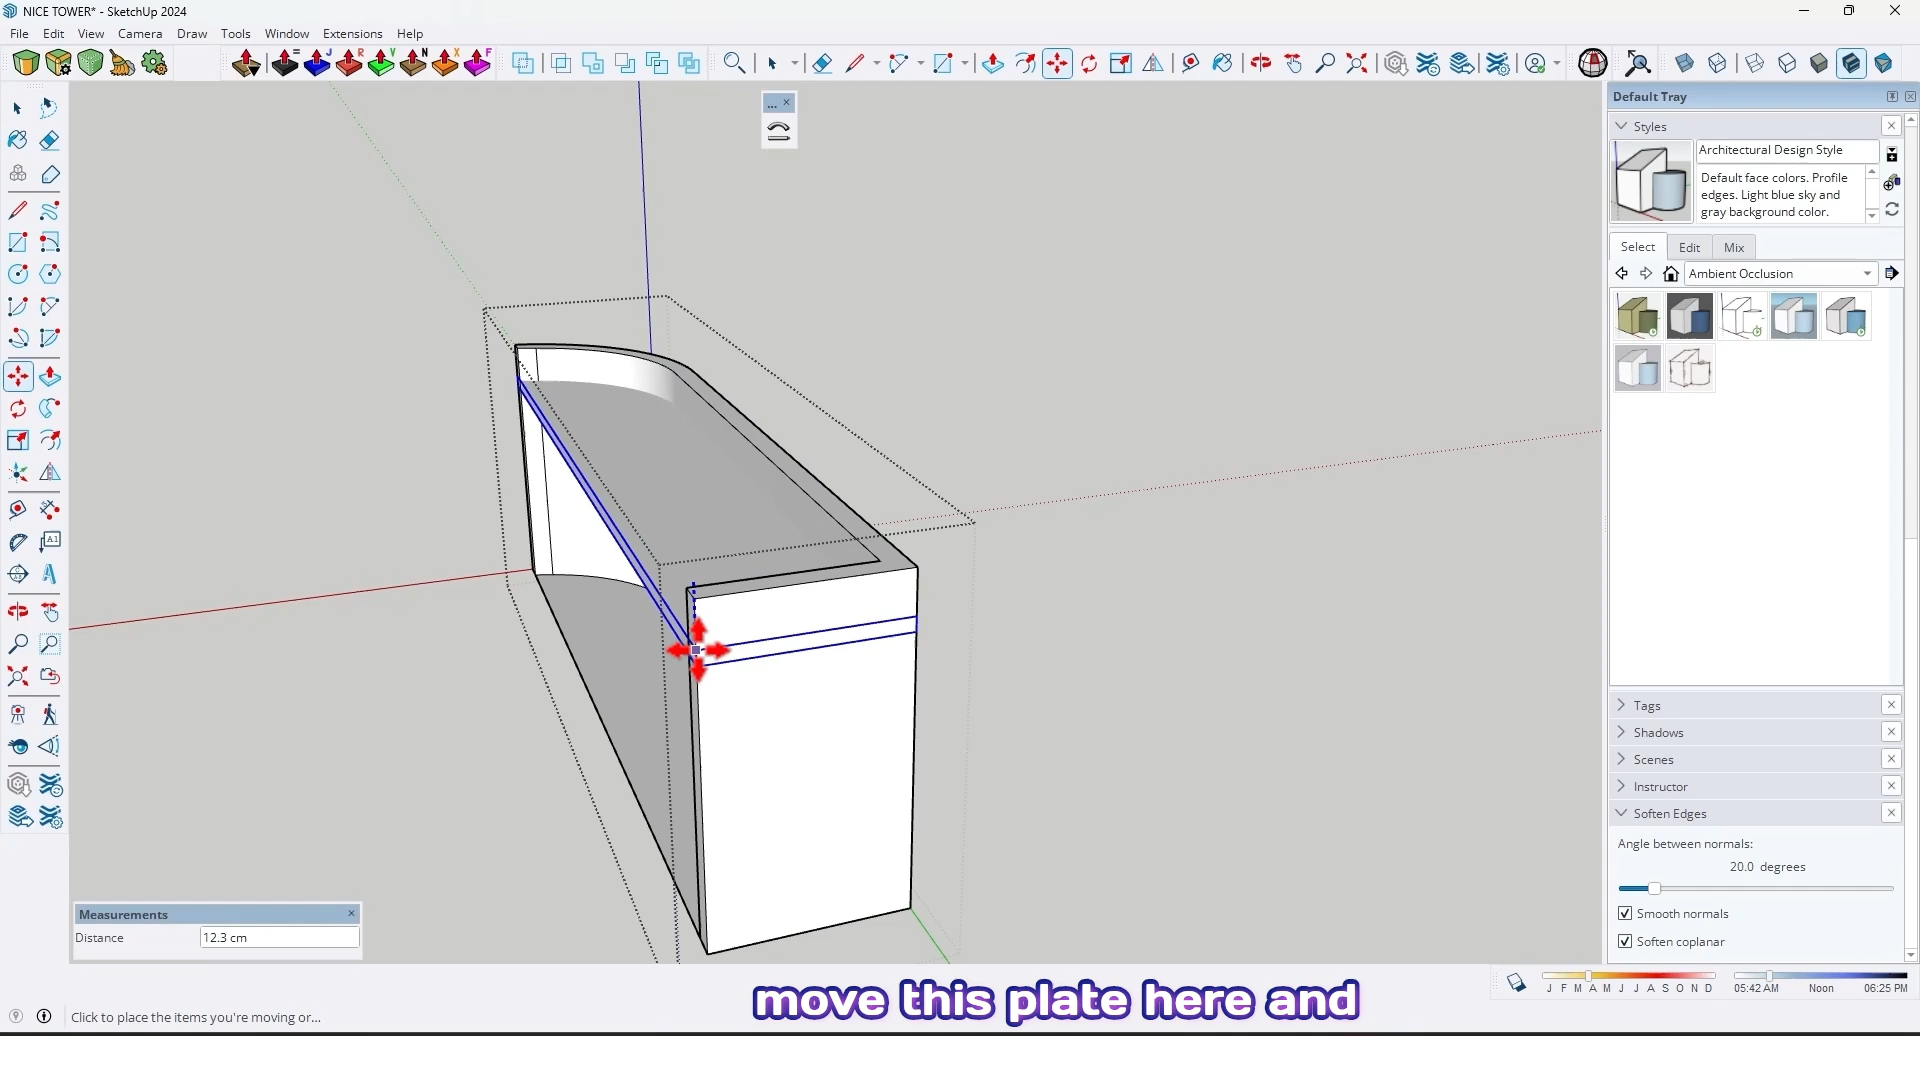 NICE TOWER* - SketchUp 2024
File Edit View Camera Draw Tools Window Extensions Help
= J R V N X F
...
Default Tray
Styles
Architectural Design Style
Default face colors. Profile
edges. Light blue sky and
gray background color.
Select Edit Mix
Ambient Occlusion
Tags
Shadows
Scenes
Instructor
Soften Edges
Angle between normals:
20.0 degrees
Smooth normals
Soften coplanar
A1
Measurements
Distance 12.3 cm
move this plate here and
J F M A M J J A S O N D
05:42 AM Noon 06:25 PM
Click to place the items you're moving or...